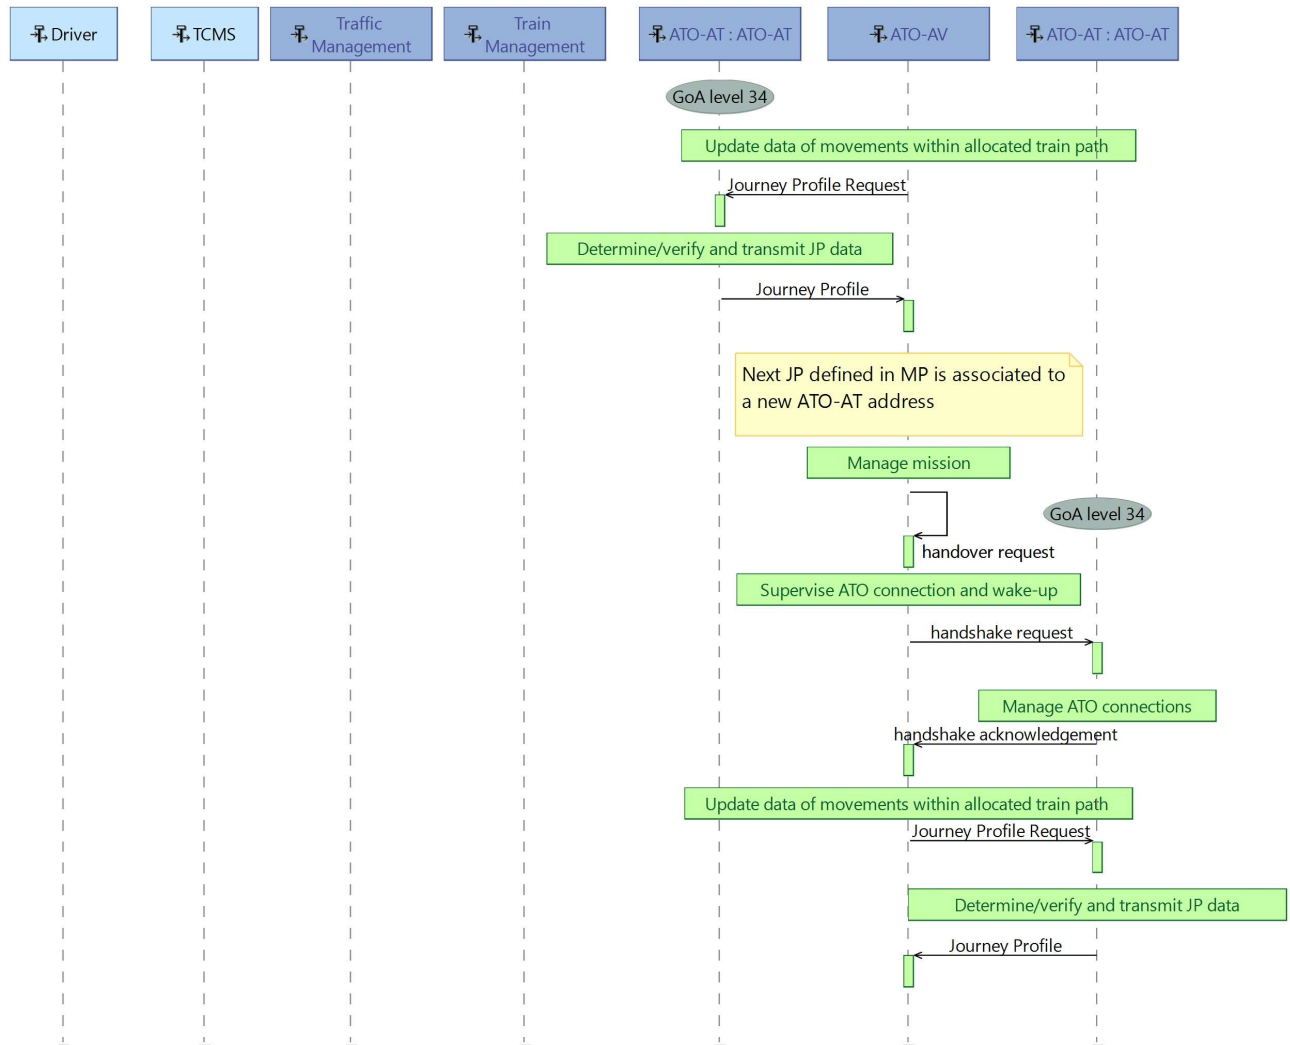 Driver
TCMS
Traffic
Management
Train
Management
ATO-AT : ATO-AT
ATO-AV
ATO-AT : ATO-AT
GoA level 34
Update data of movements within allocated train path
Journey Profile Request
Determine/verify and transmit JP data
Journey Profile
Next JP defined in MP is associated to
a new ATO-AT address
Manage mission
GoA level 34
handover request
Supervise ATO connection and wake-up
handshake request
Manage ATO connections
handshake acknowledgement
Update data of movements within allocated train path
Journey Profile Request
Determine/verify and transmit JP data
Journey Profile